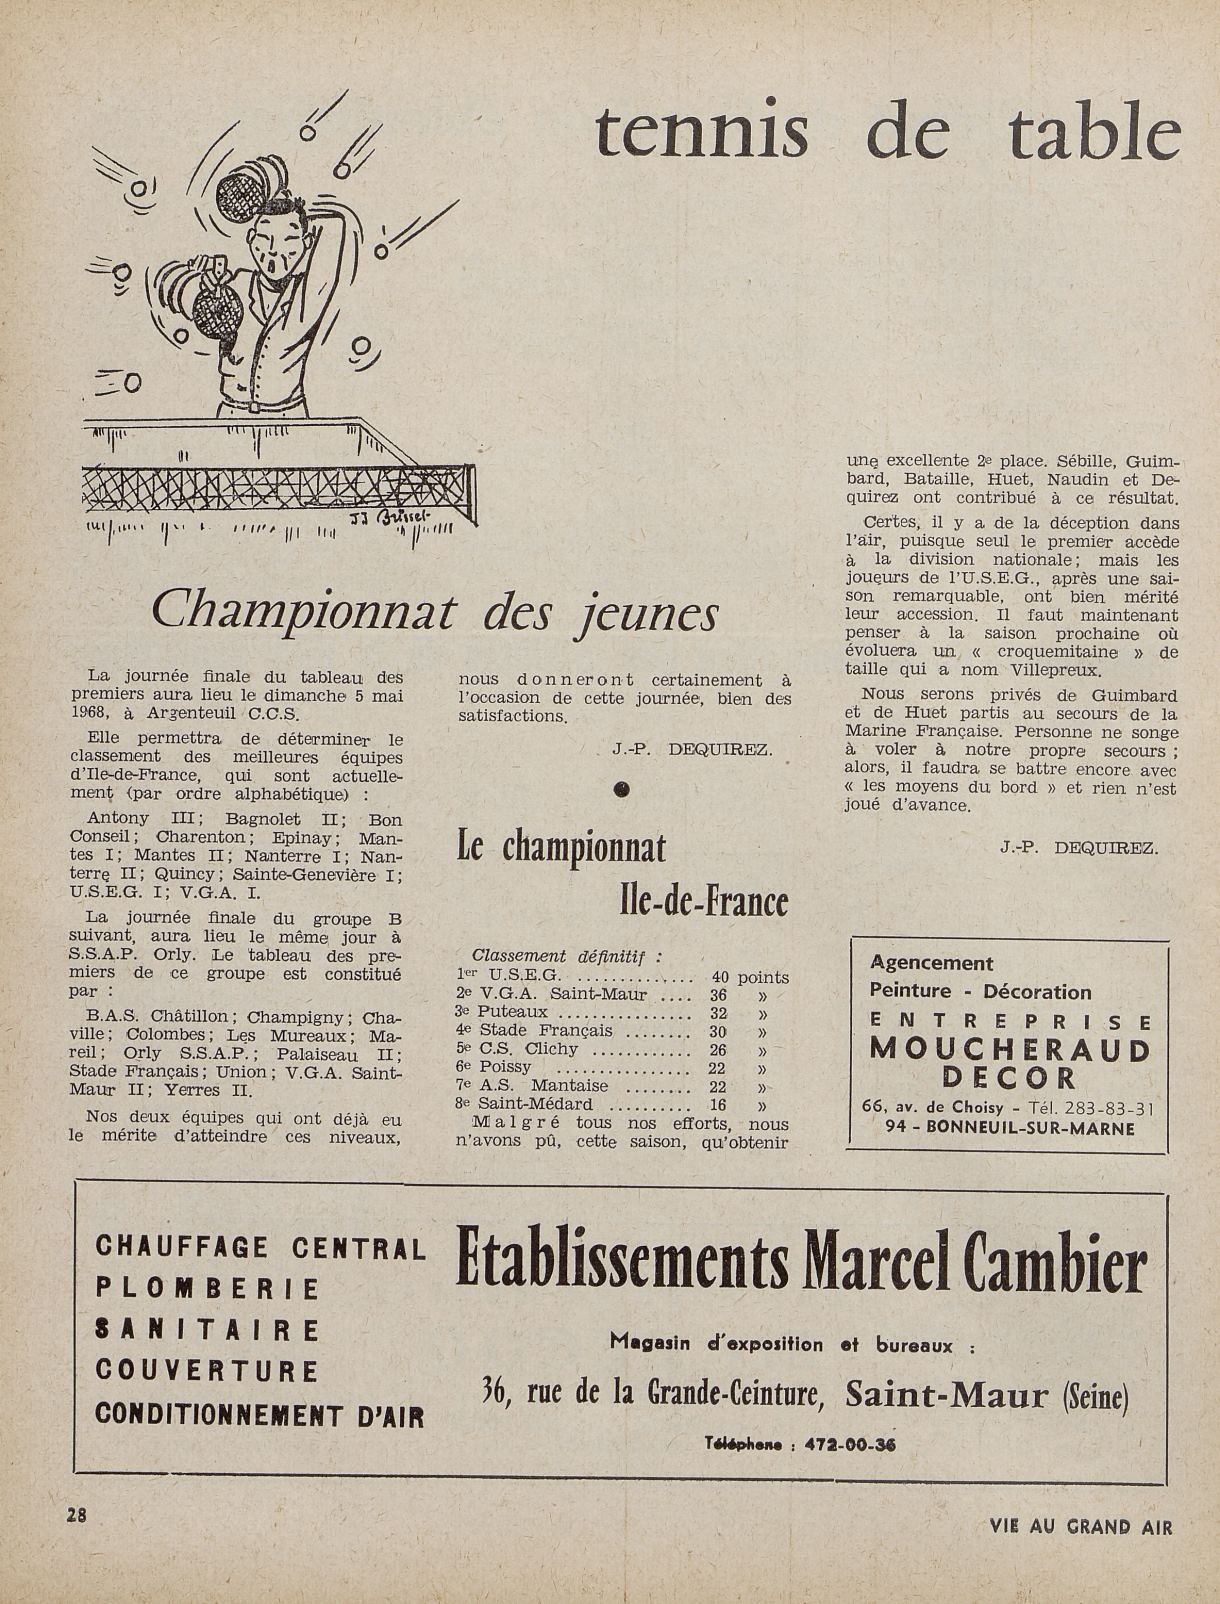 tennis de table
JJ Brisset
Championnat des jeunes
La journée finale du tableau des
premiers aura lieu le dimanche 5 mai
1968, à Argenteuil C.C.S.
Elle permettra de déterminer le
classement des meilleures équipes
d'Ile-de-France, qui sont actuelle-
ment (par ordre alphabétique) :
Antony III ; Bagnolet II ; Bon
Conseil ; Charenton ; Epinay ; Man-
tes I ; Mantes II ; Nanterre I ; Nan-
terre II ; Quincy ; Sainte-Geneviève I ;
U.S.E.G. I ; V.G.A. I.
La journée finale du groupe B
suivant, aura lieu le même jour à
S.S.A.P. Orly. Le tableau des pre-
miers de ce groupe est constitué
par :
B.A.S. Châtillon ; Champigny ; Cha-
ville ; Colombes ; Les Mureaux ; Ma-
reil ; Orly S.S.A.P. ; Palaiseau II ;
Stade Français ; Union ; V.G.A. Saint-
Maur II ; Yerres II.
Nos deux équipes qui ont déjà eu
le mérite d'atteindre ces niveaux,
nous donneront certainement à
l'occasion de cette journée, bien des
satisfactions.
J.-P. DEQUIREZ.
Le championnat
Ile-de-France
Classement définitif :
1er U.S.E.G. .............. 40 points
2e V.G.A. Saint-Maur .... 36 »
3e Puteaux ................ 32 »
4e Stade Français ........ 30 »
5e C.S. Clichy ............ 26 »
6e Poissy ................ 22 »
7e A.S. Mantaise ........ 22 »
8e Saint-Médard .......... 16 »
Malgré tous nos efforts, nous
n'avons pû, cette saison, qu'obtenir
une excellente 2e place. Sébille, Guim-
bard, Bataille, Huet, Naudin et De-
quirez ont contribué à ce résultat.
Certes, il y a de la déception dans
l'air, puisque seul le premier accède
à la division nationale ; mais les
joueurs de l'U.S.E.G., après une sai-
son remarquable, ont bien mérité
leur accession. Il faut maintenant
penser à la saison prochaine où
évoluera un « croquemitaine » de
taille qui a nom Villepreux.
Nous serons privés de Guimbard
et de Huet partis au secours de la
Marine Française. Personne ne songe
à voler à notre propre secours ;
alors, il faudra se battre encore avec
« les moyens du bord » et rien n'est
joué d'avance.
J.-P. DEQUIREZ.
Agencement
Peinture - Décoration
ENTREPRISE
MOUCHERAUD
DECOR
66, av. de Choisy - Tél. 283-83-31
94 - BONNEUIL-SUR-MARNE
CHAUFFAGE CENTRAL
PLOMBERIE
SANITAIRE
COUVERTURE
CONDITIONNEMENT D'AIR
Etablissements Marcel Cambier
Magasin d'exposition et bureaux :
36, rue de la Grande-Ceinture, Saint-Maur (Seine)
Téléphone : 472-00-36
28
VIE AU GRAND AIR